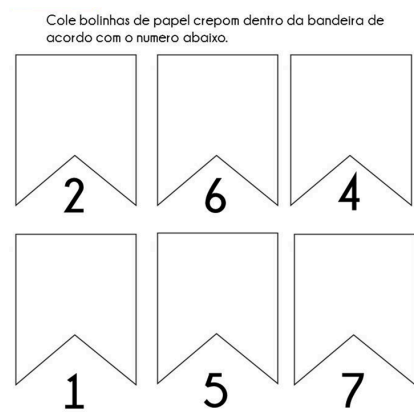 Cole bolinhas de papel crepom dentro da bandeira de
acordo com o numero abaixo.
2 6 4
1 5 7